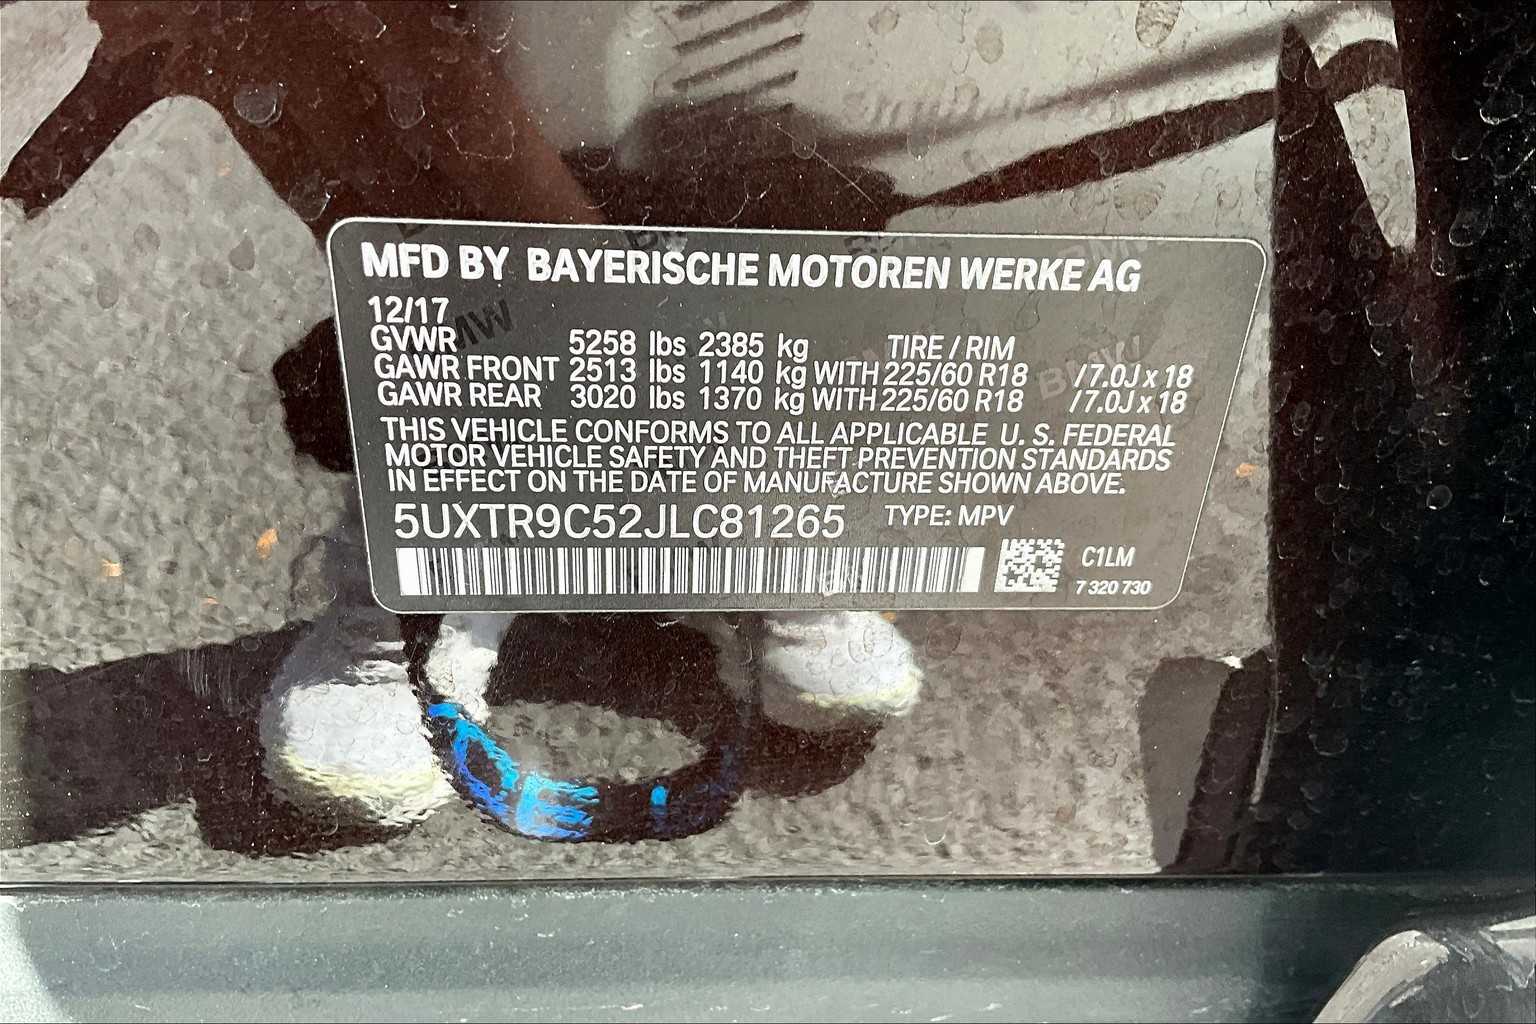 MFD BY BAYERISCHE MOTOREN WERKE AG
12/17
GVWR 5258 lbs 2385 kg TIRE / RIM
GAWR FRONT 2513 lbs 1140 kg WITH 225/60 R18 / 7.0J x 18
GAWR REAR 3020 lbs 1370 kg WITH 225/60 R18 / 7.0J x 18
THIS VEHICLE CONFORMS TO ALL APPLICABLE U. S. FEDERAL
MOTOR VEHICLE SAFETY AND THEFT PREVENTION STANDARDS
IN EFFECT ON THE DATE OF MANUFACTURE SHOWN ABOVE.
5UXTR9C52JLC81265 TYPE: MPV
C1LM
7 320 730